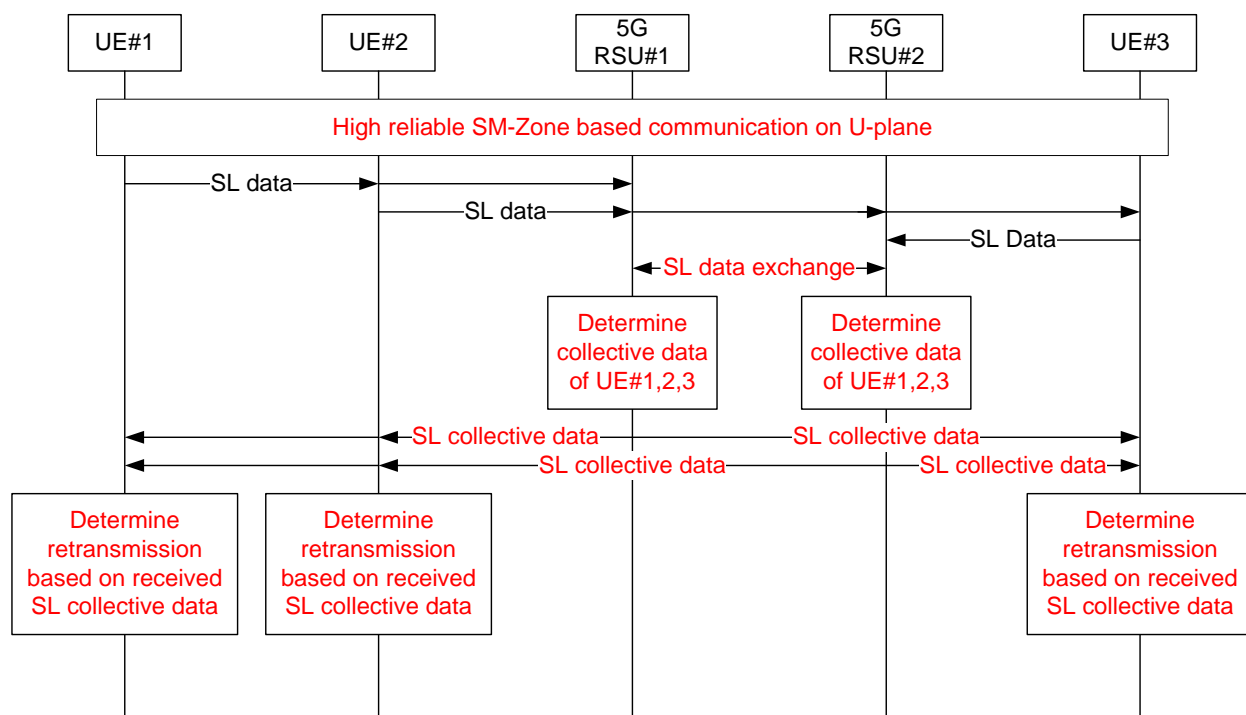 UE#1
UE#2
5G
RSU#1
5G
RSU#2
UE#3
High reliable SM-Zone based communication on U-plane
SL data
SL data
SL Data
SL data exchange
Determine
collective data
of UE#1,2,3
Determine
collective data
of UE#1,2,3
SL collective data
SL collective data
SL collective data
SL collective data
Determine
retransmission
based on received
SL collective data
Determine
retransmission
based on received
SL collective data
Determine
retransmission
based on received
SL collective data